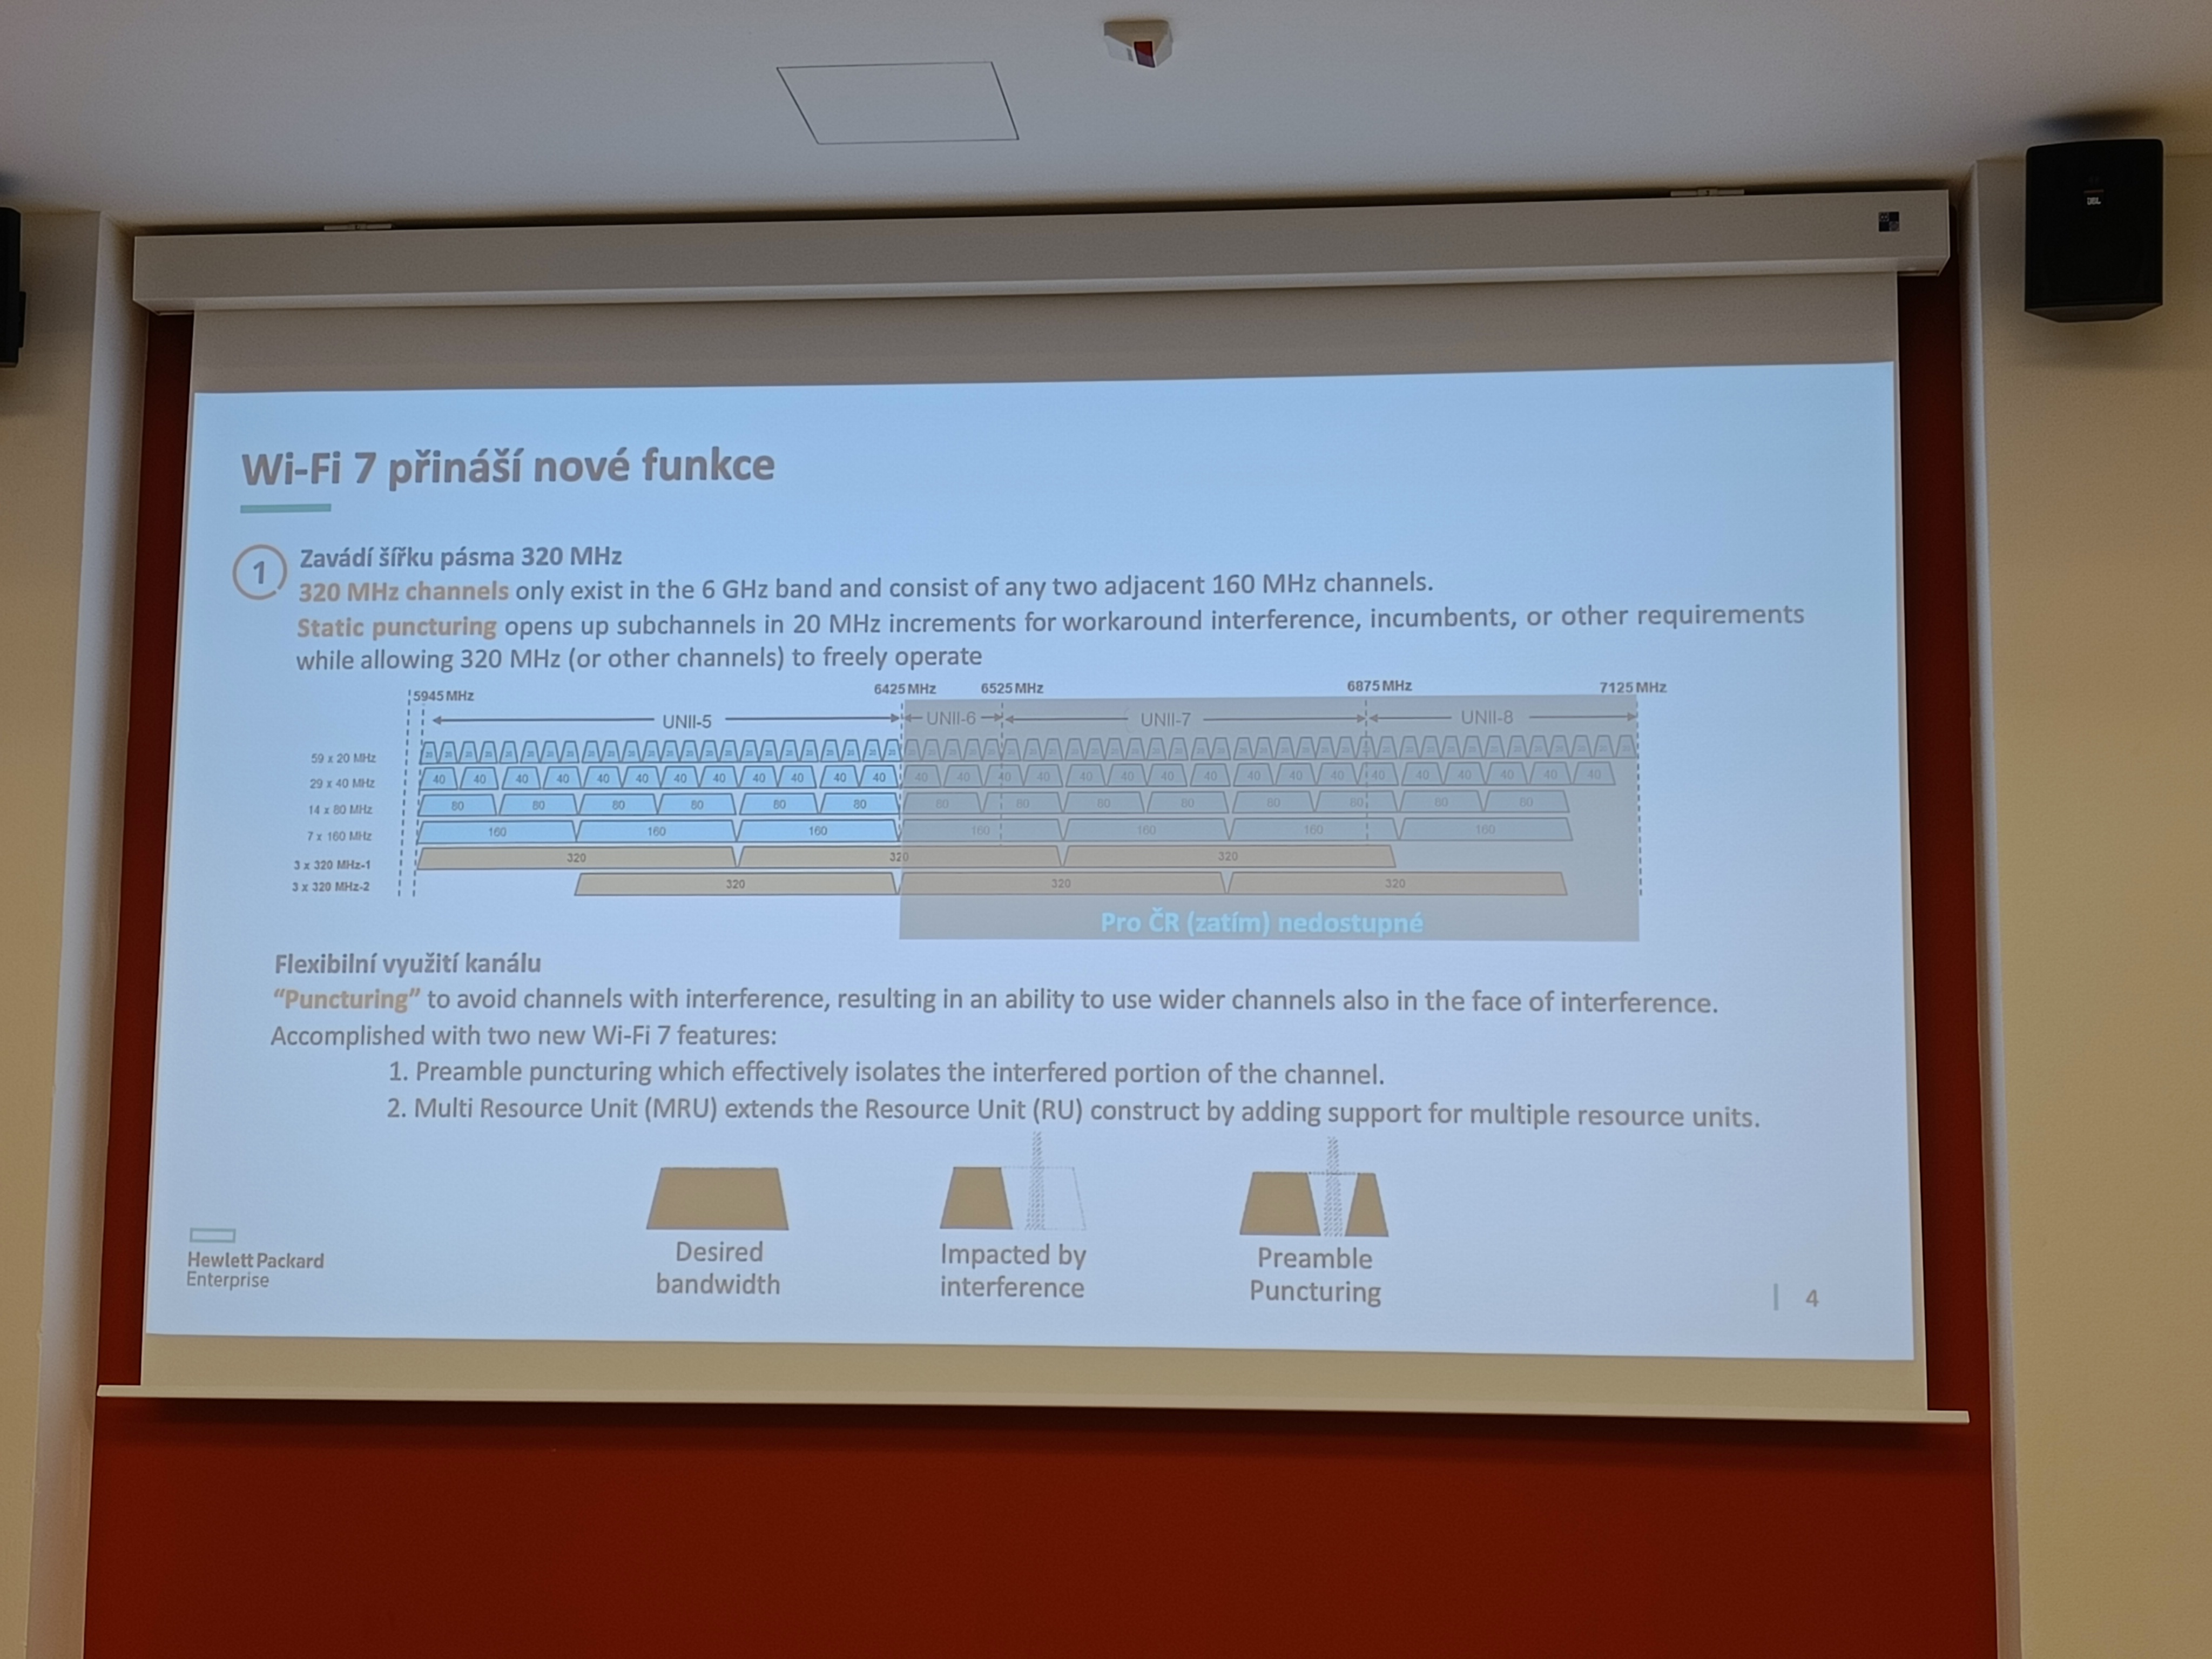 JBL
Wi-Fi 7 přináší nové funkce
1
Zavádí šířku pásma 320 MHz
320 MHz channels only exist in the 6 GHz band and consist of any two adjacent 160 MHz channels.
Static puncturing opens up subchannels in 20 MHz increments for workaround interference, incumbents, or other requirements
while allowing 320 MHz (or other channels) to freely operate
5945 MHz 6425 MHz 6525 MHz 6875 MHz 7125 MHz
UNII-5 UNII-6 UNII-7 UNII-8
59 x 20 MHz
29 x 40 MHz 40 40 40 40 40 40 40 40 40 40 40 40 40 40 40 40 40 40 40 40 40 40 40 40 40 40 40 40 40
14 x 80 MHz 80 80 80 80 80 80 80 80 80 80 80 80 80 80
7 x 160 MHz 160 160 160 160 160 160 160
3 x 320 MHz-1 320 320 320
3 x 320 MHz-2 320 320 320
Pro ČR (zatím) nedostupné
Flexibilní využití kanálu
“Puncturing” to avoid channels with interference, resulting in an ability to use wider channels also in the face of interference.
Accomplished with two new Wi-Fi 7 features:
1. Preamble puncturing which effectively isolates the interfered portion of the channel.
2. Multi Resource Unit (MRU) extends the Resource Unit (RU) construct by adding support for multiple resource units.
Desired
bandwidth
Impacted by
interference
Preamble
Puncturing
Hewlett Packard
Enterprise
4